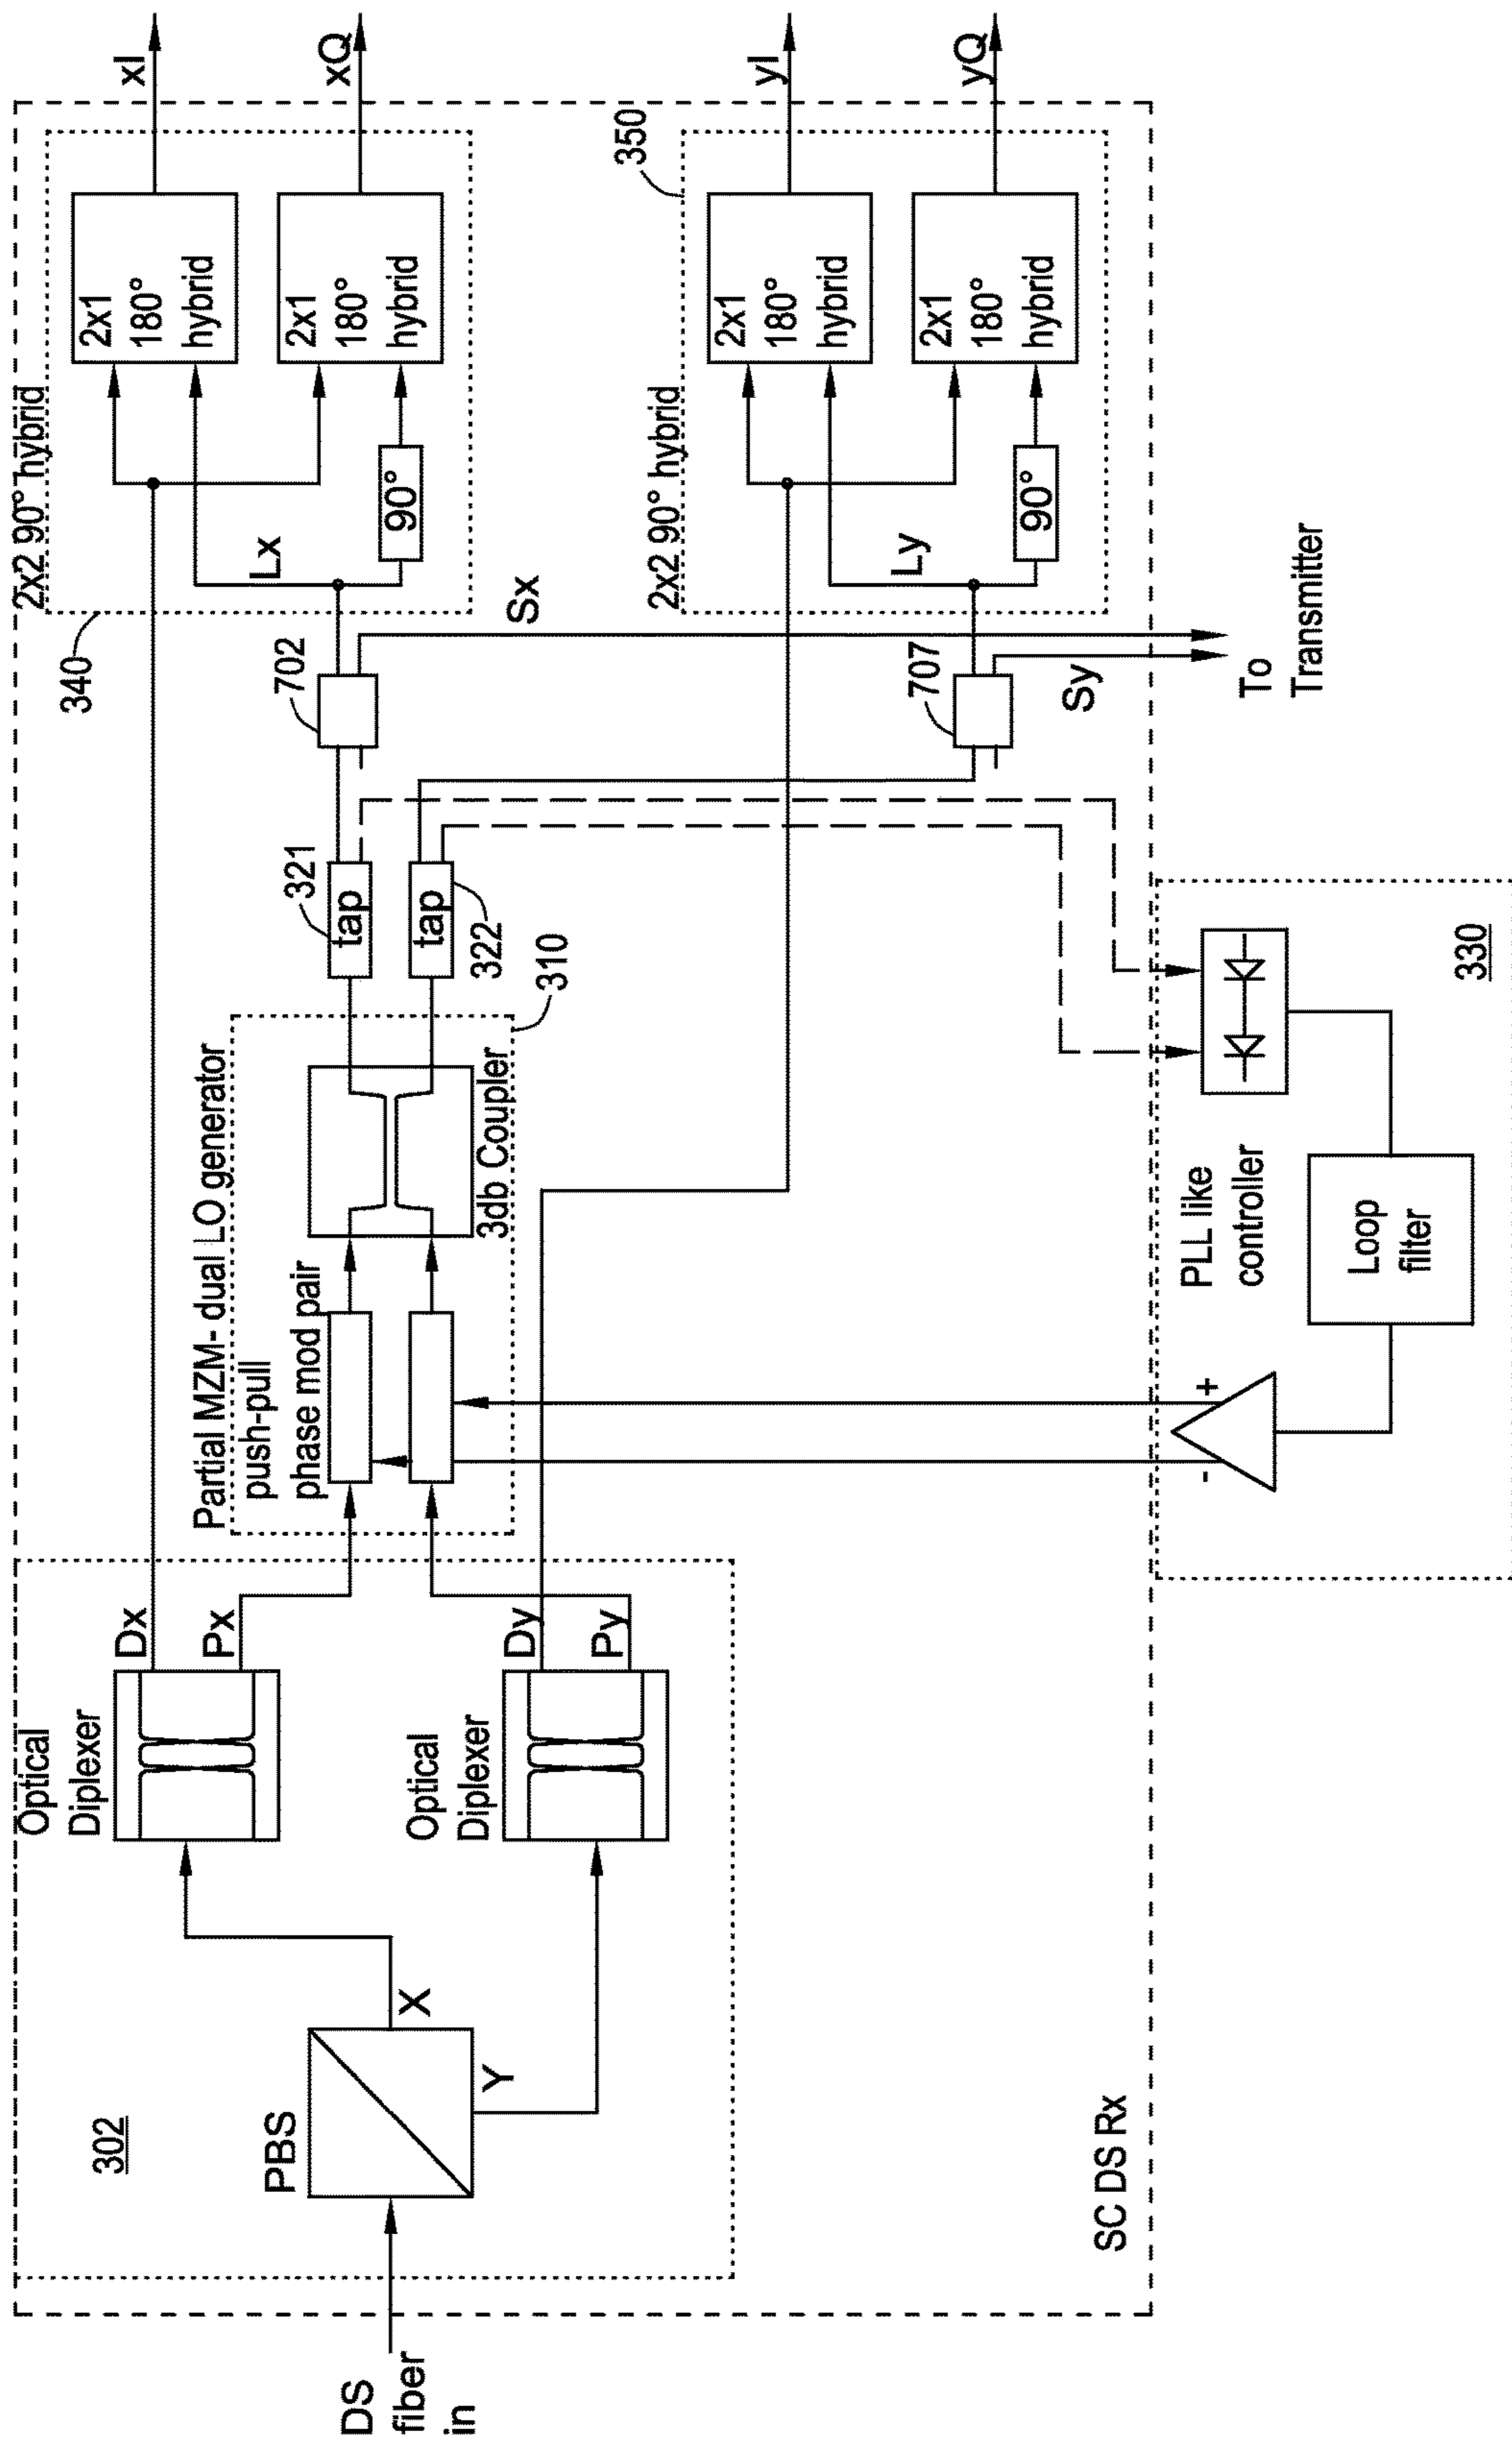 DS
fiber
in
302
PBS
X
Y
Optical
Diplexer
Dx
Px
Optical
Diplexer
Dy
Py
Partial MZM- dual LO generator
push-pull
phase mod pair
3db Coupler
310
tap
321
tap
322
702
707
Sx
Sy
To
Transmitter
340
2x2 90° hybrid
Lx
90°
2x1
180°
hybrid
xI
2x1
180°
hybrid
xQ
350
2x2 90° hybrid
Ly
90°
2x1
180°
hybrid
yI
2x1
180°
hybrid
yQ
SC DS Rx
PLL like
controller
-
+
Loop
filter
330